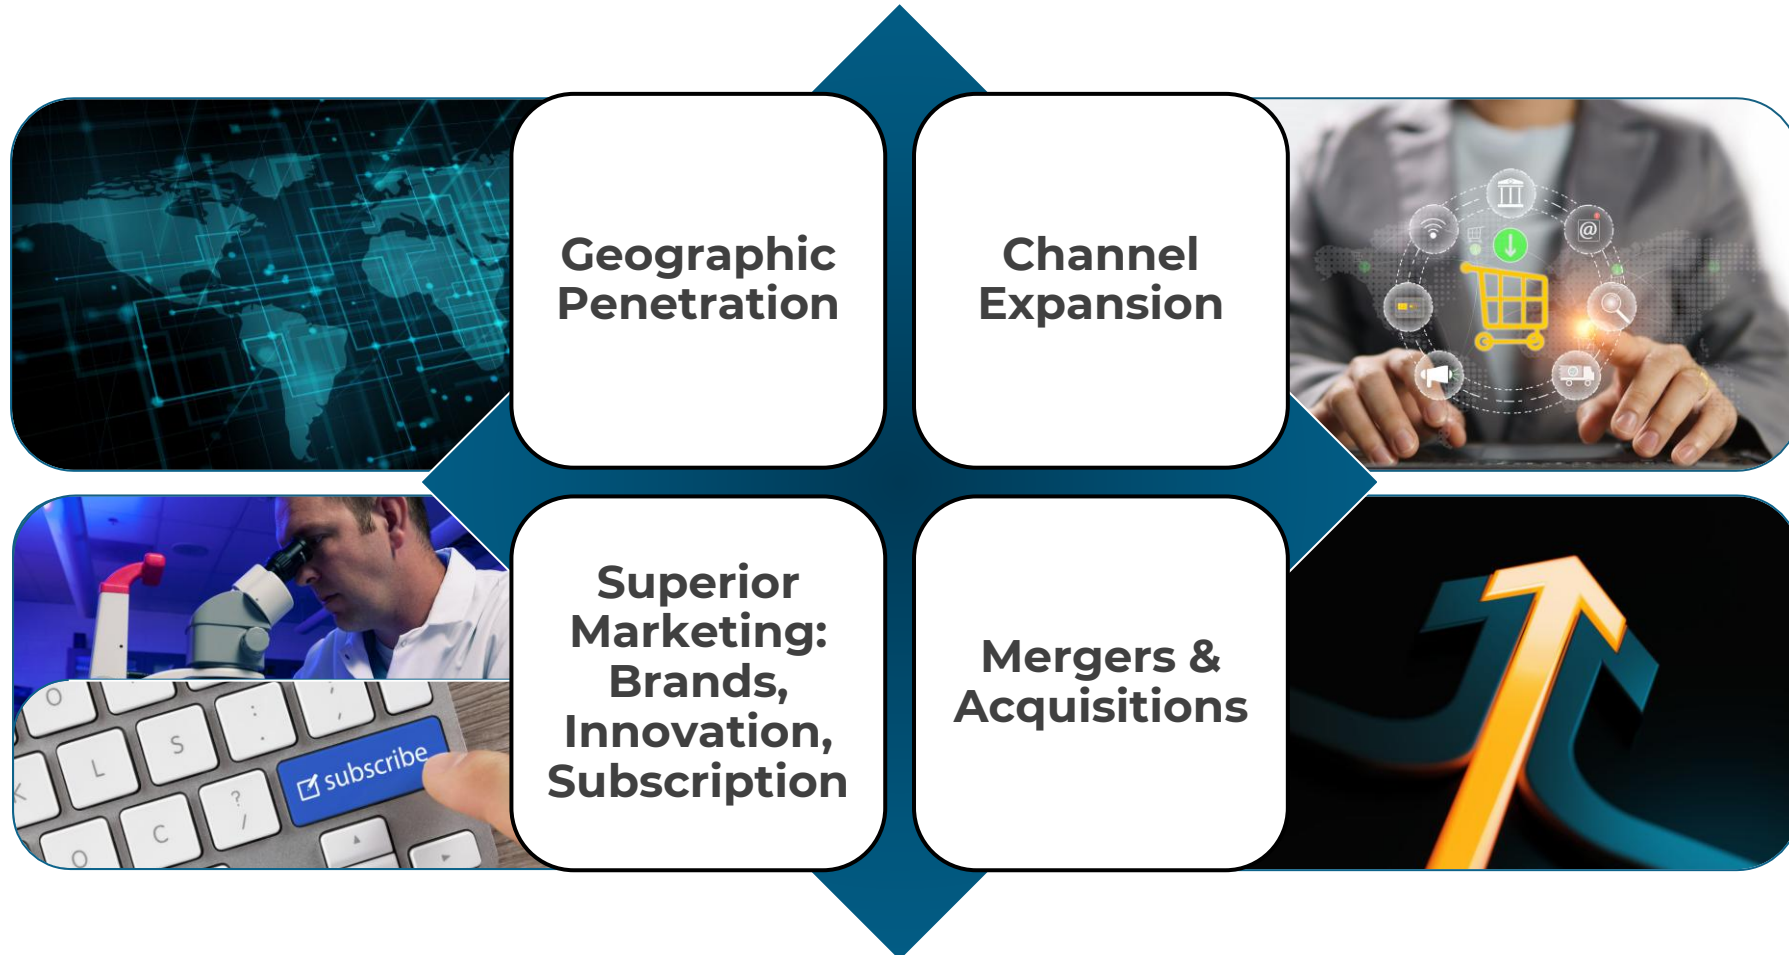 Geographic
Penetration
Channel
Expansion
@
Superior
Marketing:
Brands,
Innovation,
Subscription
Mergers &
Acquisitions
O
: ;
, ,
S
subscribe
L
K
? /
C
O